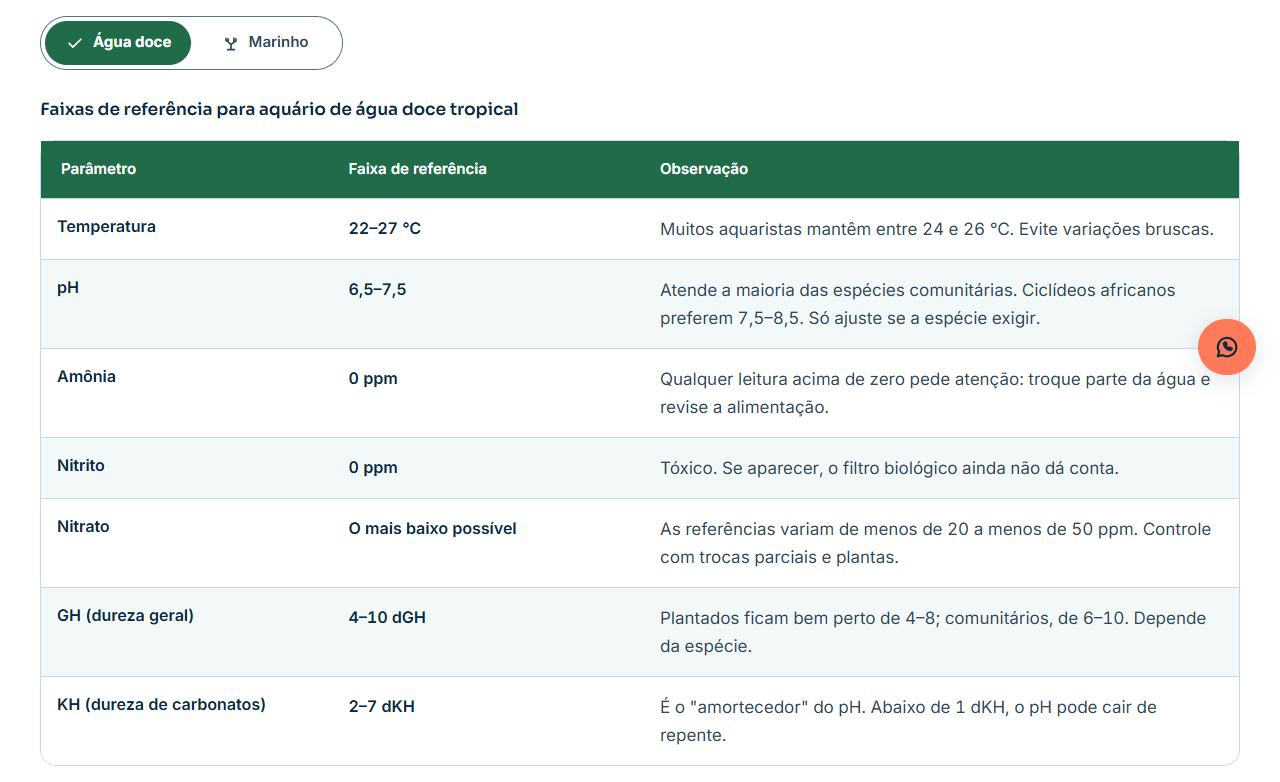 Água doce
Marinho
Faixas de referência para aquário de água doce tropical
Parâmetro Faixa de referência Observação
Temperatura 22–27 °C Muitos aquaristas mantêm entre 24 e 26 °C. Evite variações bruscas.
pH 6,5–7,5 Atende a maioria das espécies comunitárias. Ciclídeos africanos
preferem 7,5–8,5. Só ajuste se a espécie exigir.
Amônia 0 ppm Qualquer leitura acima de zero pede atenção: troque parte da água e
revise a alimentação.
Nitrito 0 ppm Tóxico. Se aparecer, o filtro biológico ainda não dá conta.
Nitrato O mais baixo possível As referências variam de menos de 20 a menos de 50 ppm. Controle
com trocas parciais e plantas.
GH (dureza geral) 4–10 dGH Plantados ficam bem perto de 4–8; comunitários, de 6–10. Depende
da espécie.
KH (dureza de carbonatos) 2–7 dKH É o "amortecedor" do pH. Abaixo de 1 dKH, o pH pode cair de
repente.